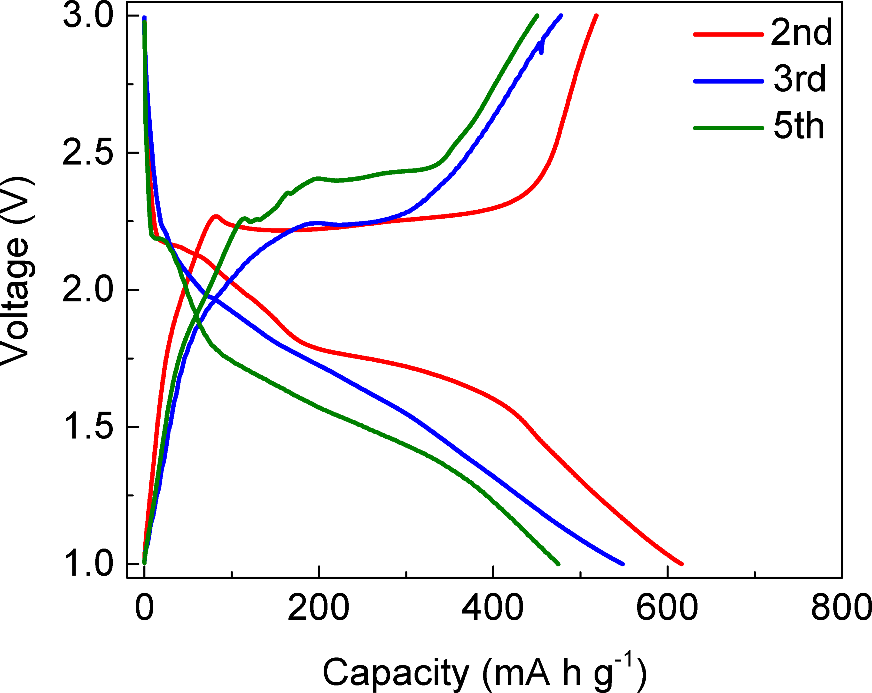 3.0
2.5
2.0
1.5
1.0
Voltage (V)
2nd
3rd
5th
0 200 400 600 800
Capacity (mA h g⁻¹)